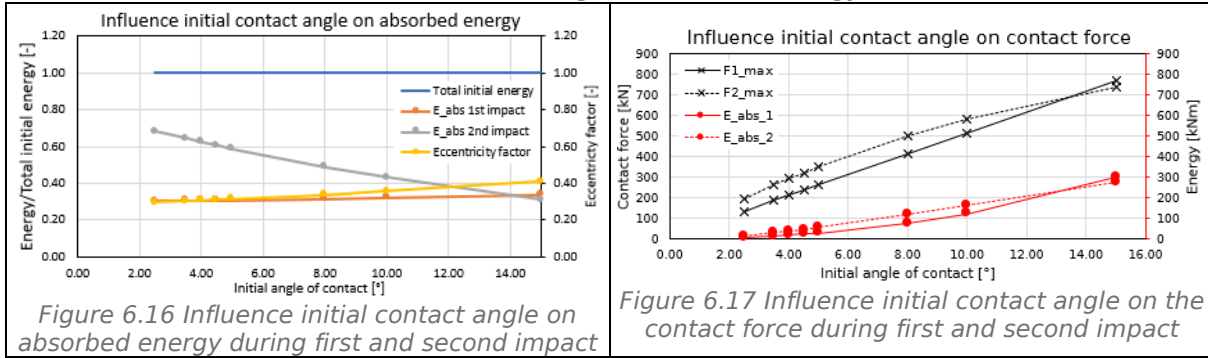 Influence initial contact angle on absorbed energy
1.20
1.00
0.80
0.60
0.40
0.20
0.00
Energy/Total initial energy [-]
Total initial energy
E_abs 1st impact
E_abs 2nd impact
Eccentricity factor
1.20
1.00
0.80
0.60
0.40
0.20
0.00
Eccentricty factor [-]
0.00 2.00 4.00 6.00 8.00 10.00 12.00 14.00
Initial angle of contact [°]
Figure 6.16 Influence initial contact angle on
absorbed energy during first and second impact
Influence initial contact angle on contact force
900
800
700
600
500
400
300
200
100
0
Contact force [kN]
F1_max
F2_max
E_abs_1
E_abs_2
900
800
700
600
500
400
300
200
100
0
Energy [kNm]
0.00 2.00 4.00 6.00 8.00 10.00 12.00 14.00 16.00
Initial angle of contact [°]
Figure 6.17 Influence initial contact angle on the
contact force during first and second impact